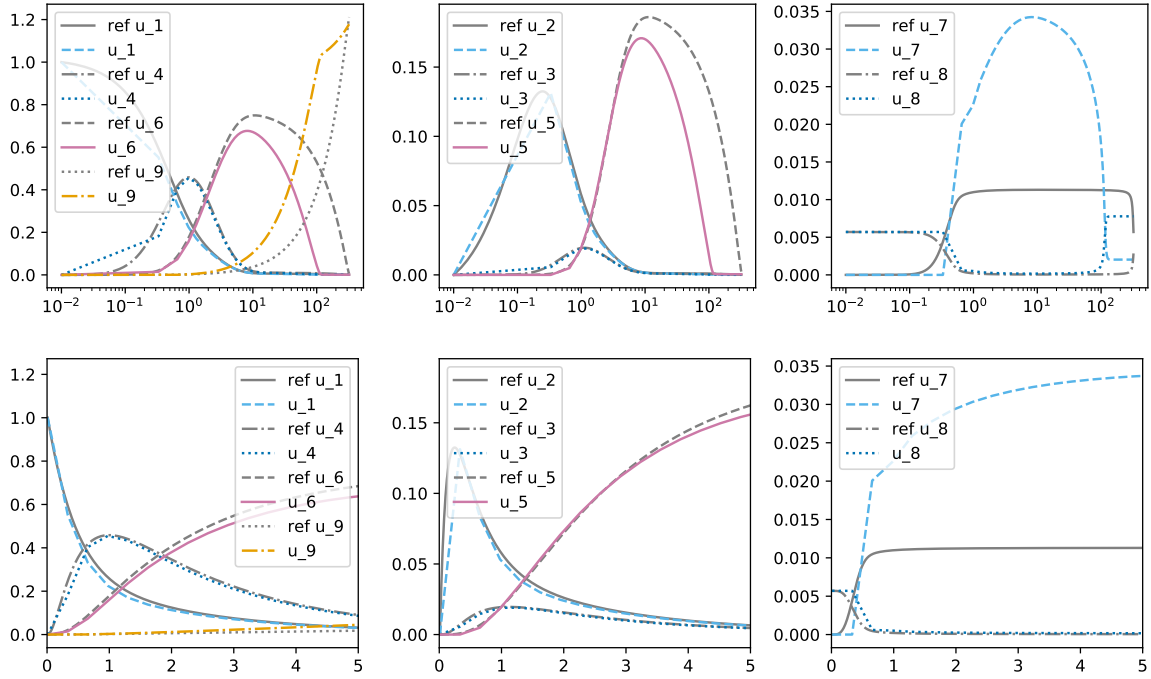 1.2
1.0
0.8
0.6
0.4
0.2
0.0
ref u_1
u_1
ref u_4
u_4
ref u_6
u_6
ref u_9
u_9
10⁻²
10⁻¹
10⁰
10¹
10²
0.15
0.10
0.05
0.00
ref u_2
u_2
ref u_3
u_3
ref u_5
u_5
10⁻²
10⁻¹
10⁰
10¹
10²
0.035
0.030
0.025
0.020
0.015
0.010
0.005
0.000
ref u_7
u_7
ref u_8
u_8
10⁻²
10⁻¹
10⁰
10¹
10²
1.2
1.0
0.8
0.6
0.4
0.2
0.0
ref u_1
u_1
ref u_4
u_4
ref u_6
u_6
ref u_9
u_9
0 1 2 3 4 5
0.15
0.10
0.05
0.00
ref u_2
u_2
ref u_3
u_3
ref u_5
u_5
0 1 2 3 4 5
0.035
0.030
0.025
0.020
0.015
0.010
0.005
0.000
ref u_7
u_7
ref u_8
u_8
0 1 2 3 4 5